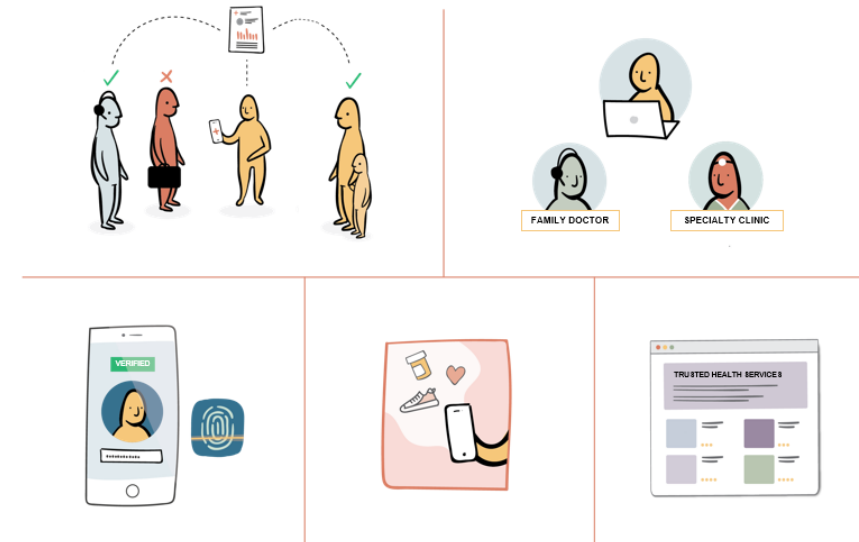 FAMILY DOCTOR
SPECIALTY CLINIC
VERIFIED
TRUSTED HEALTH SERVICES